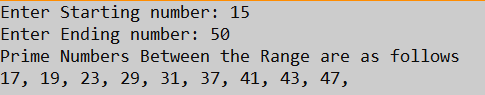 Enter Starting number: 15
Enter Ending number: 50
Prime Numbers Between the Range are as follows
17, 19, 23, 29, 31, 37, 41, 43, 47,